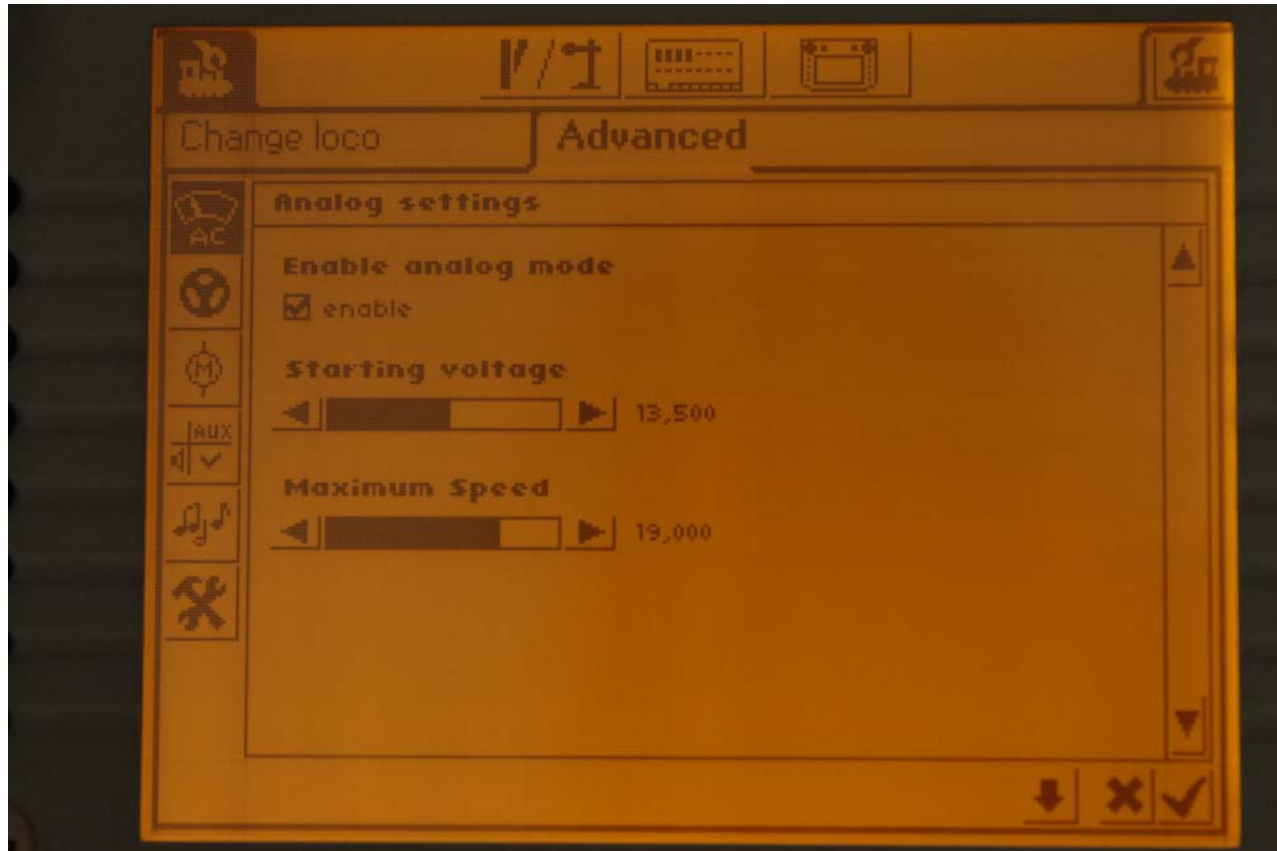 Change loco
Advanced
AC
Analog settings
Enable analog mode
enable
Starting voltage
13,500
M
AUX
Maximum Speed
19,000